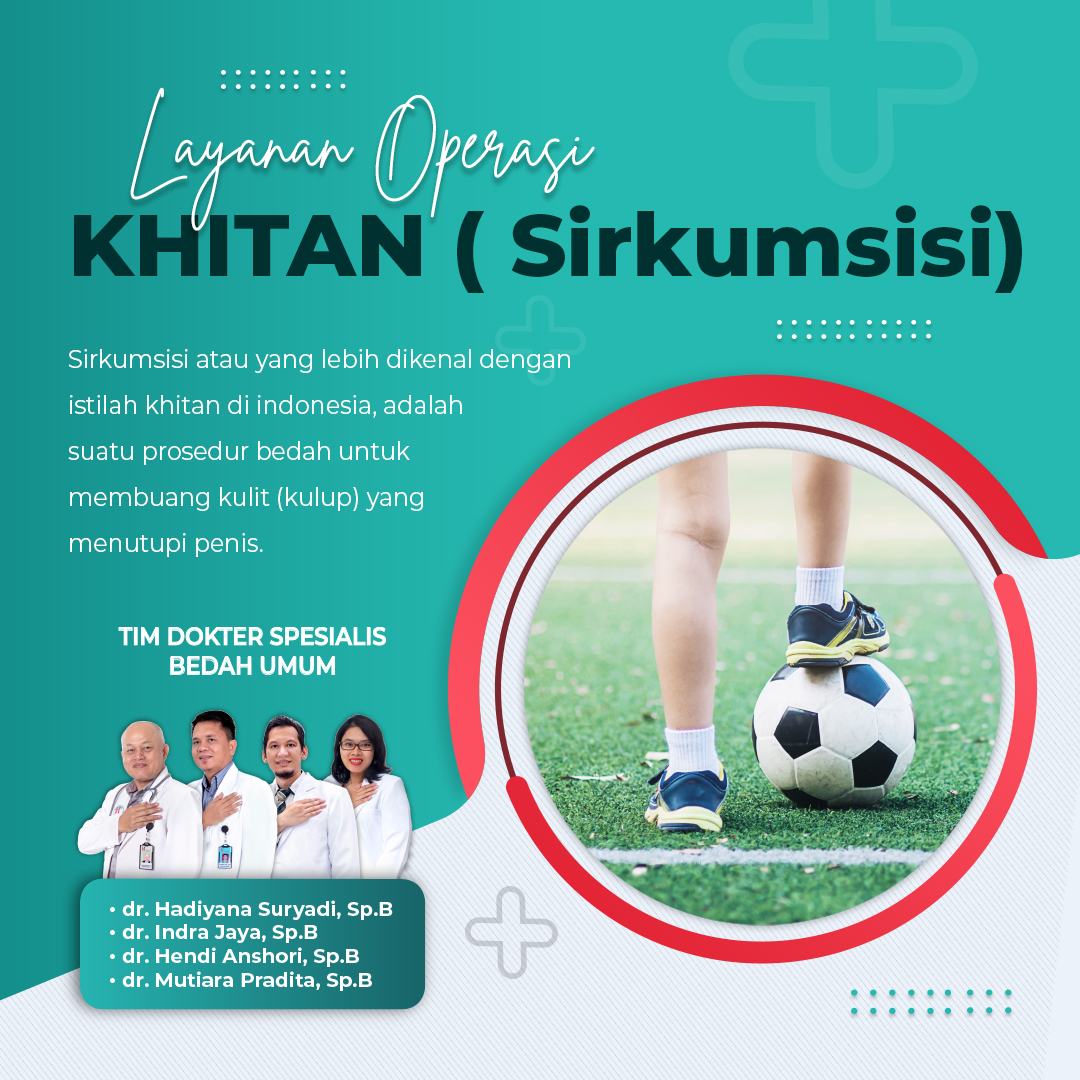 Layanan Operasi
KHITAN ( Sirkumsisi)
Sirkumsisi atau yang lebih dikenal dengan
istilah khitan di indonesia, adalah
suatu prosedur bedah untuk
membuang kulit (kulup) yang
menutupi penis.
TIM DOKTER SPESIALIS
BEDAH UMUM
• dr. Hadiyana Suryadi, Sp.B
• dr. Indra Jaya, Sp.B
• dr. Hendi Anshori, Sp.B
• dr. Mutiara Pradita, Sp.B